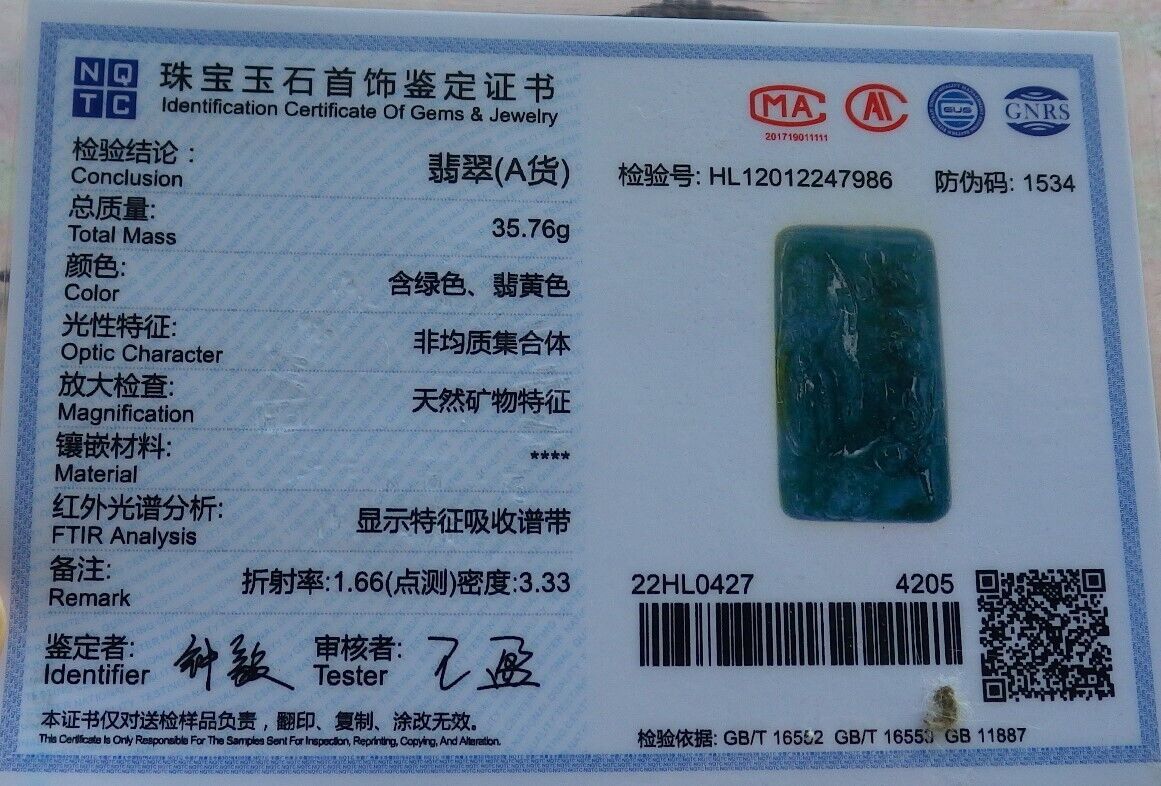 NQ
TC
珠宝玉石首饰鉴定证书
Identification Certificate Of Gems & Jewelry
MA
201719011111
GNRS
检验结论:
Conclusion
翡翠(A货)
检验号: HL12012247986 防伪码: 1534
总质量:
Total Mass
35.76g
颜色:
Color
含绿色、翡黄色
光性特征:
Optic Character
非均质集合体
放大检查:
Magnification
天然矿物特征
镶嵌材料:
Material
****
红外光谱分析:
FTIR Analysis
显示特征吸收谱带
备注:
Remark
折射率:1.66(点测)密度:3.33
22HL0427 4205
鉴定者:
Identifier
审核者:
Tester
本证书仅对送检样品负责，翻印、复制、涂改无效。
This Certificate Is Only Responsible For The Samples Sent For Inspection, Reprinting, Copying, And Alteration.
检验依据: GB/T 16552 GB/T 16553 GB 11887